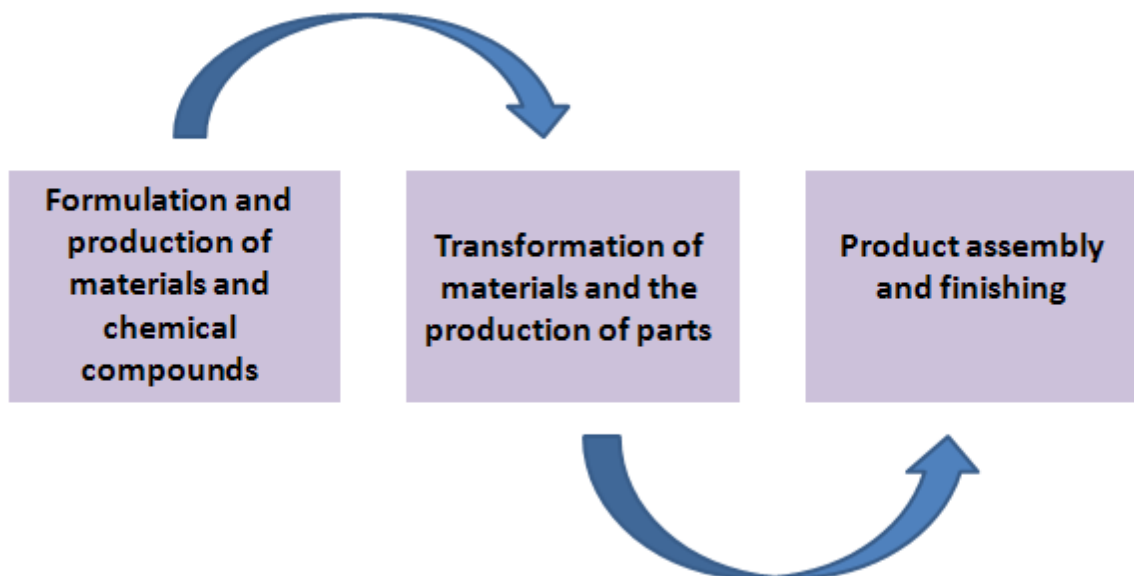 Formulation and
production of
materials and
chemical
compounds
Transformation of
materials and the
production of parts
Product assembly
and finishing